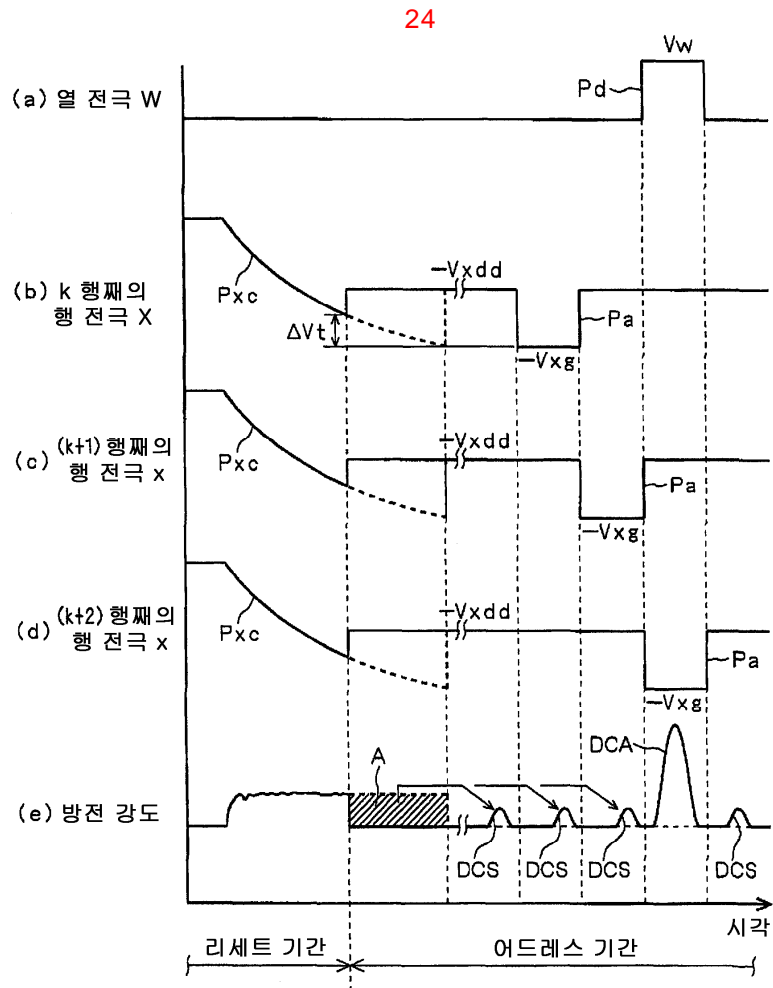 24
Vw
(a) 열 전극 W
Pd
-Vxdd
(b) k 행째의
행 전극 X
Pxc
ΔVt
Pa
-Vxg
-Vxdd
(c) (k+1) 행째의
행 전극 x
Pxc
Pa
-Vxg
-Vxdd
(d) (k+2) 행째의
행 전극 x
Pxc
Pa
-Vxg
DCA
A
(e) 방전 강도
DCS DCS DCS DCS
시각
리세트 기간 어드레스 기간